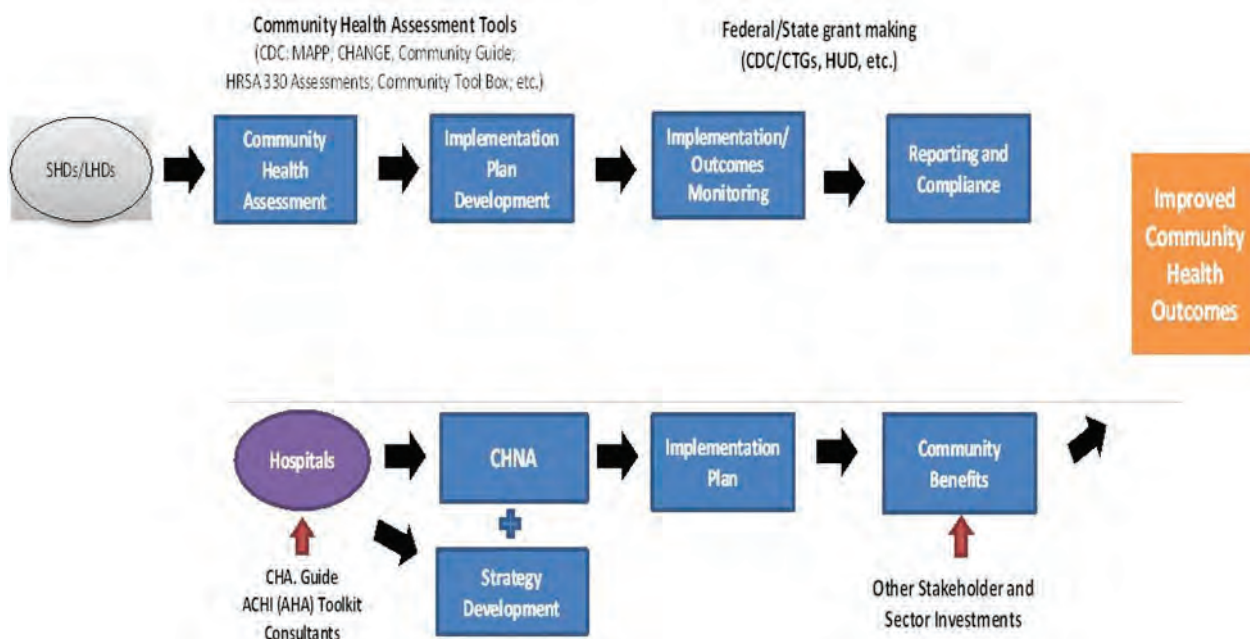 Community Health Assessment Tools
(CDC: MAPP, CHANGE, Community Guide;
HRSA 330 Assessments; Community Tool Box; etc.)
Federal/State grant making
(CDC/CTGs, HUD, etc.)
SHDs/LHDs
Community
Health
Assessment
Implementation
Plan
Development
Implementation/
Outcomes
Monitoring
Reporting and
Compliance
Improved
Community
Health
Outcomes
Hospitals
CHNA
Implementation
Plan
Community
Benefits
Strategy
Development
CHA. Guide
ACHI (AHA) Toolkit
Consultants
Other Stakeholder and
Sector Investments